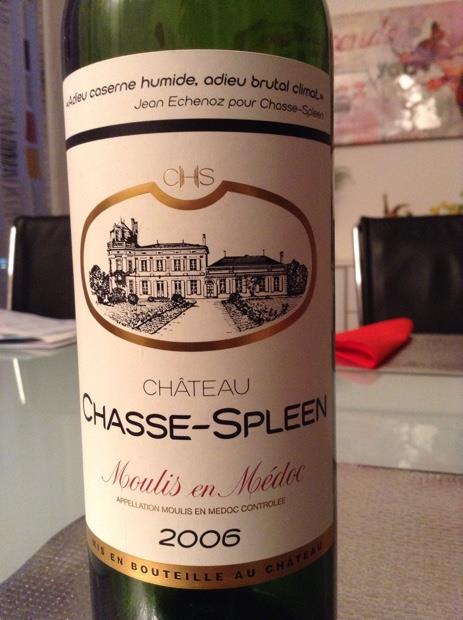 «Adieu caserne humide, adieu brutal climat.»
Jean Echenoz pour Chasse-Spleen
CHS
CHÂTEAU
CHASSE-SPLEEN
Moulis en Médoc
APPELLATION MOULIS EN MEDOC CONTROLEE
2006
MIS EN BOUTEILLE AU CHÂTEAU